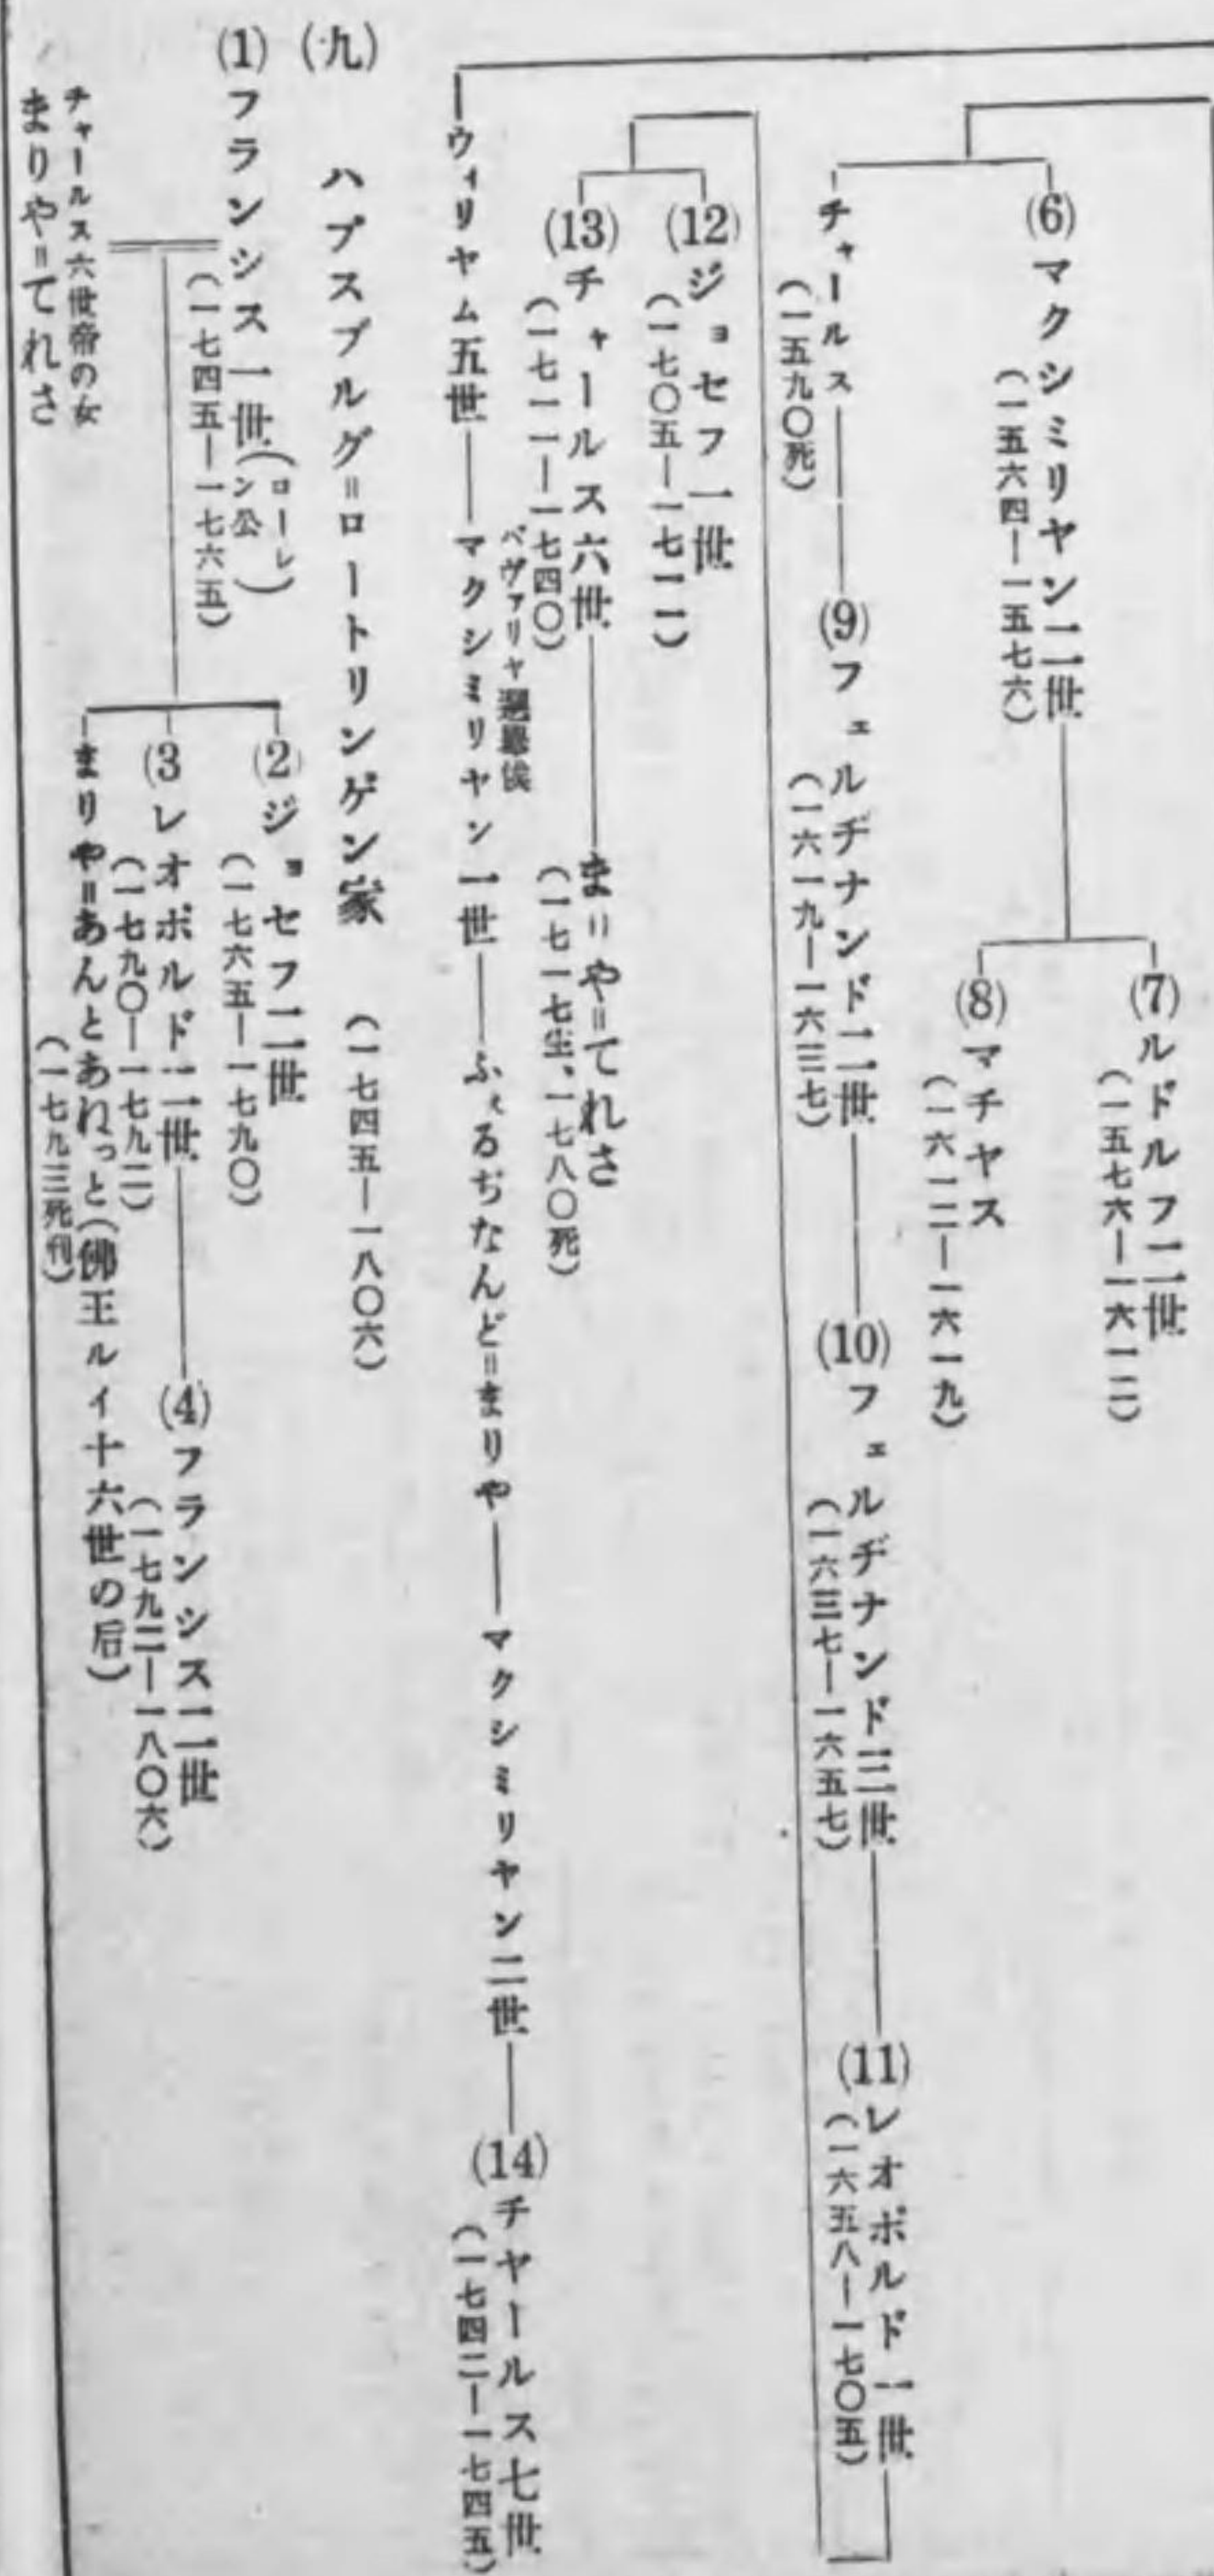 (6) マクシミリヤン二世
(一五六四―一五七六)
(7) ルドルフ二世
(一五七六―一六一二)
(8) マチヤス
(一六一二―一六一九)
チャールス
(一五九〇死)
(9) フェルヂナンド二世
(一六一九―一六三七)
(10) フェルヂナンド三世
(一六三七―一六五七)
(11) レオポルド一世
(一六五八―一七〇五)
(12) ジョセフ一世
(一七〇五―一七一一)
(13) チャールス六世
(一七一一―一七四〇)
まりや=てれさ
(一七一七生、一七八〇死)
ウィリヤム五世
バヴァリヤ選擧侯
マクシミリヤン一世
ふぇるぢなんど=まりや
マクシミリヤン二世
(14) チヤールス七世
(一七四二―一七四五)
(九) ハプスブルグ=ロートリンゲン家 (一七四五―一八〇六)
(1) フランシス一世(ローレン公)
(一七四五―一七六五)
チャールス六世帝の女
まりや=てれさ
(2) ジョセフ二世
(一七六五―一七九〇)
(3) レオポルド二世
(一七九〇―一七九二)
(4) フランシス二世
(一七九二―一八〇六)
まりや=あんとあねっと(佛王ルイ十六世の后)
(一七九三死刑)